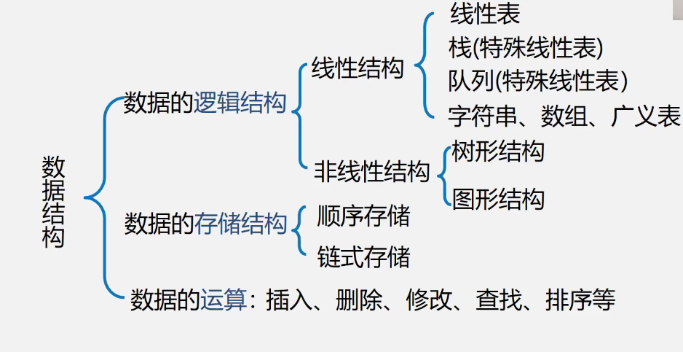 数据结构
数据的逻辑结构
线性结构
线性表
栈(特殊线性表)
队列(特殊线性表）
字符串、数组、广义表
非线性结构
树形结构
图形结构
数据的存储结构
顺序存储
链式存储
数据的运算：插入、删除、修改、查找、排序等